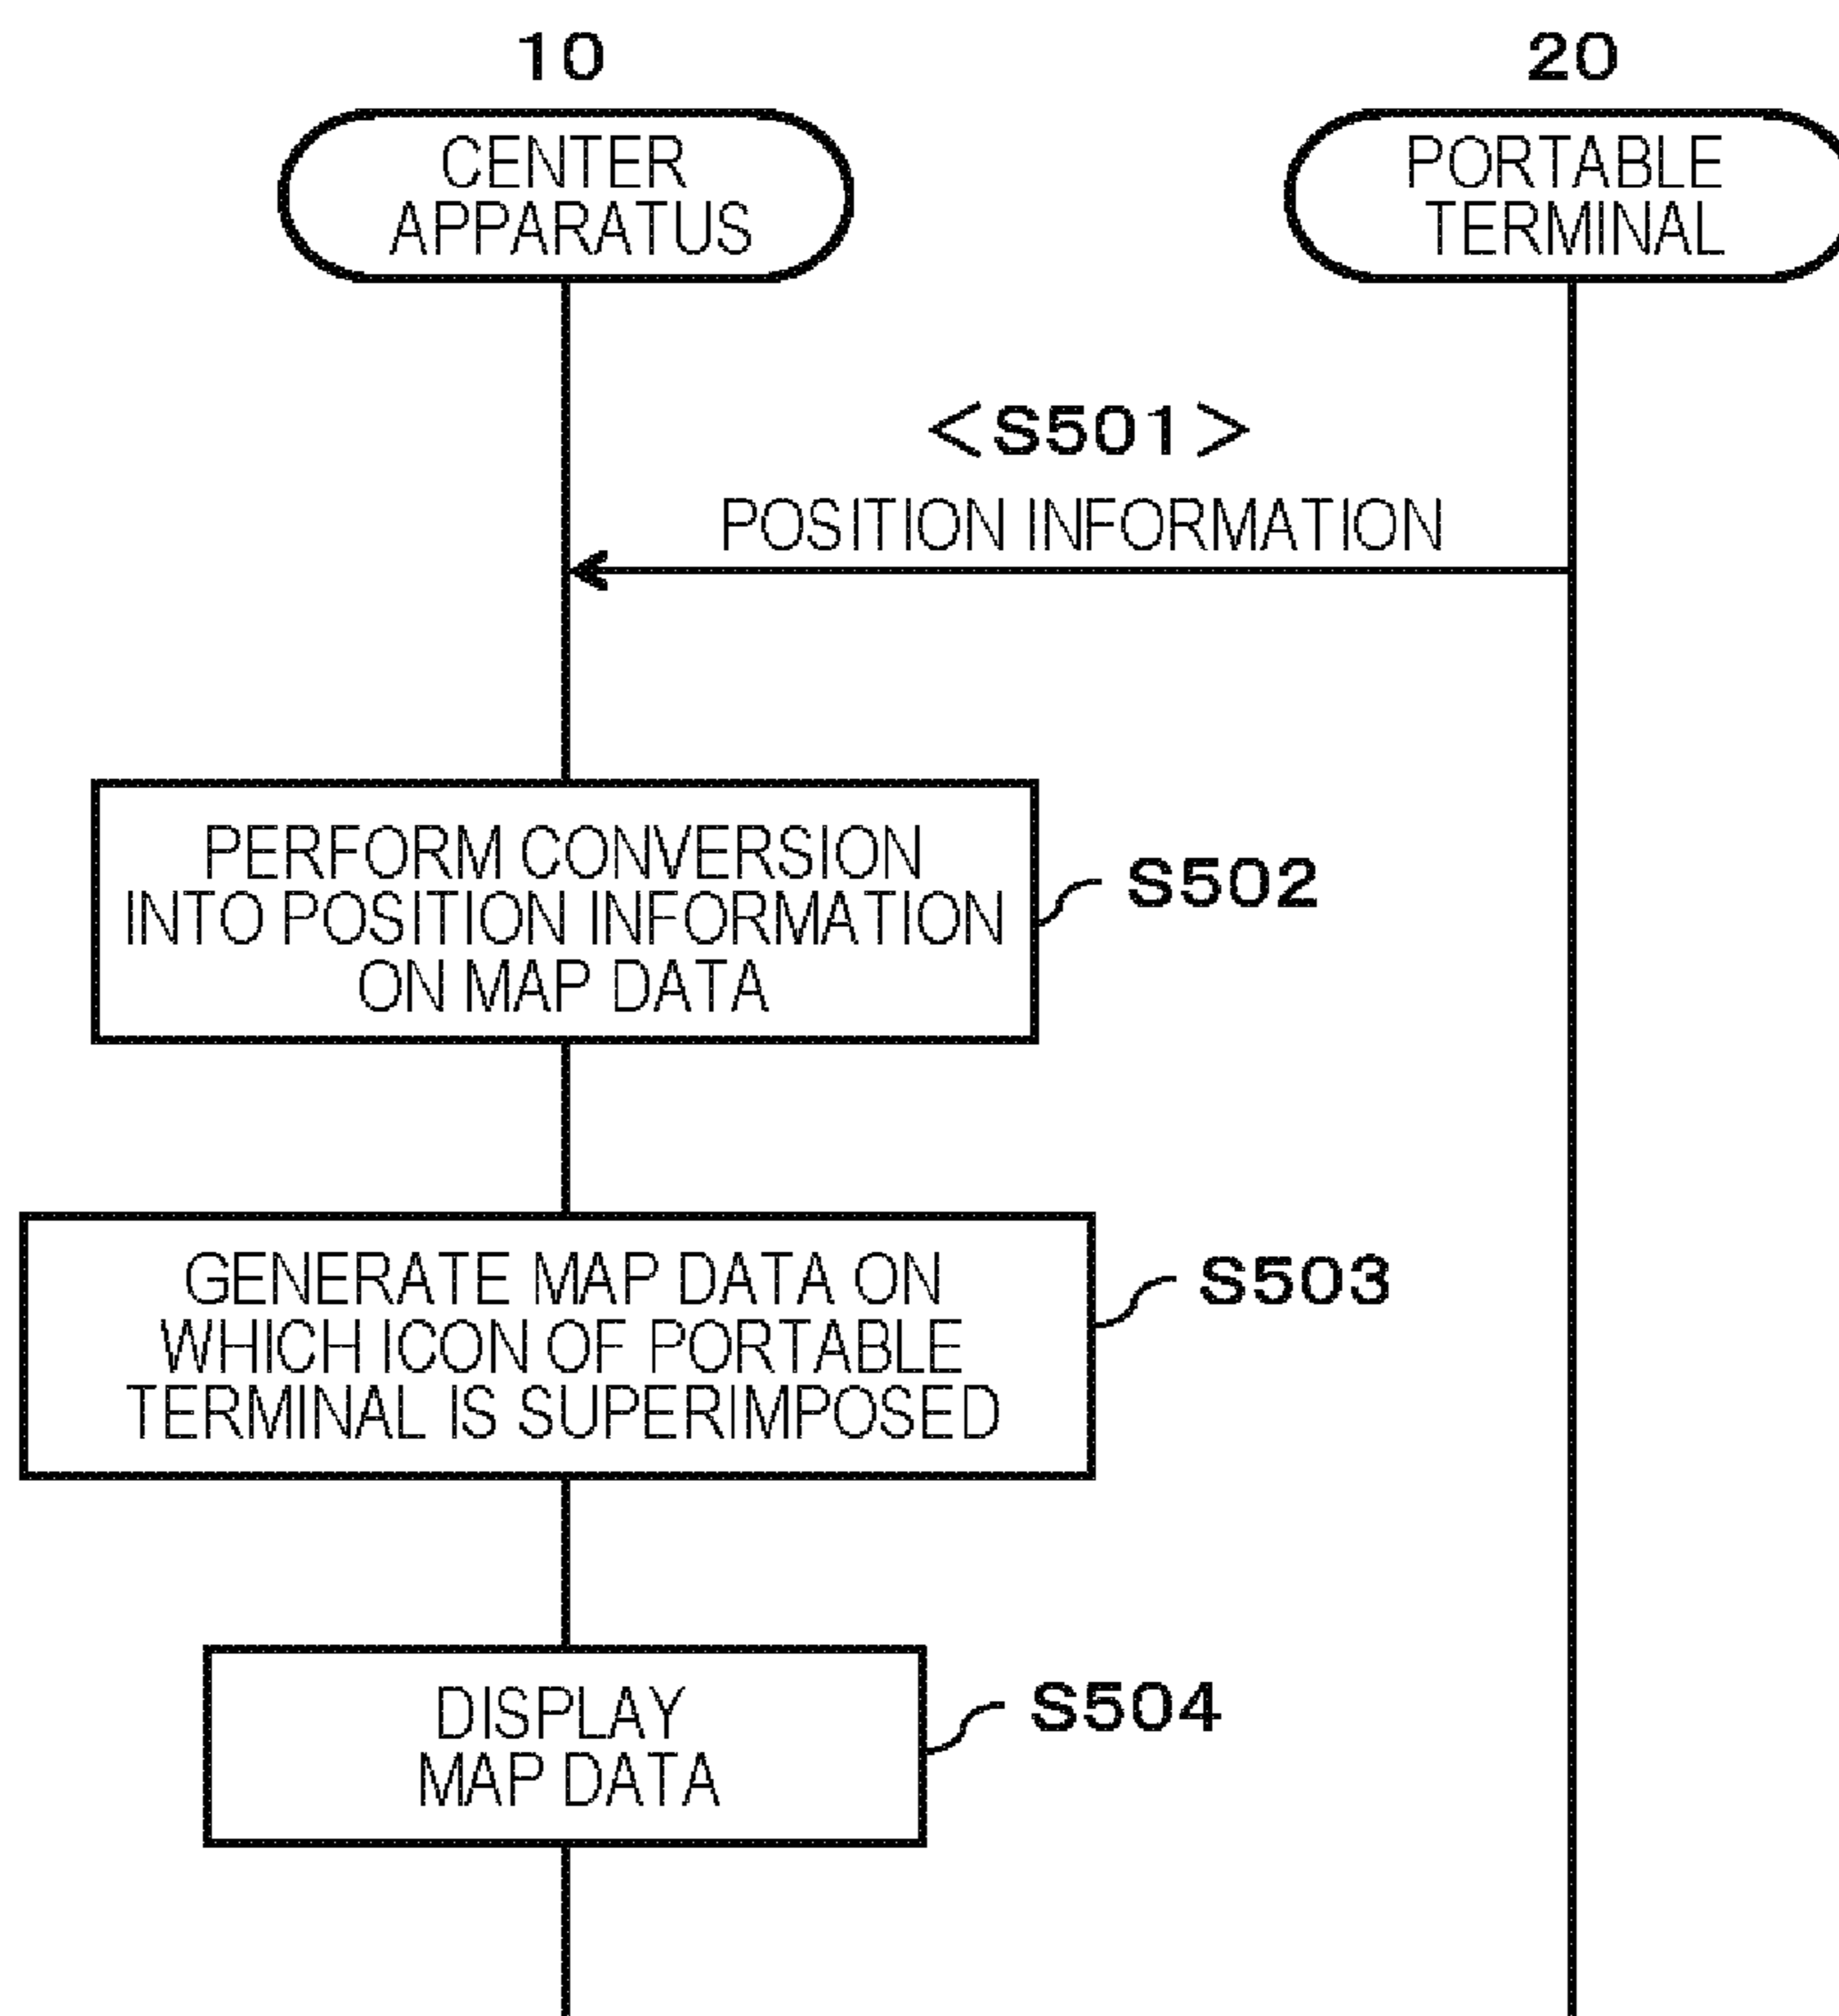 10
CENTER
APPARATUS
20
PORTABLE
TERMINAL
<S501>
POSITION INFORMATION
PERFORM CONVERSION
INTO POSITION INFORMATION
ON MAP DATA
S502
GENERATE MAP DATA ON
WHICH ICON OF PORTABLE
TERMINAL IS SUPERIMPOSED
S503
DISPLAY
MAP DATA
S504